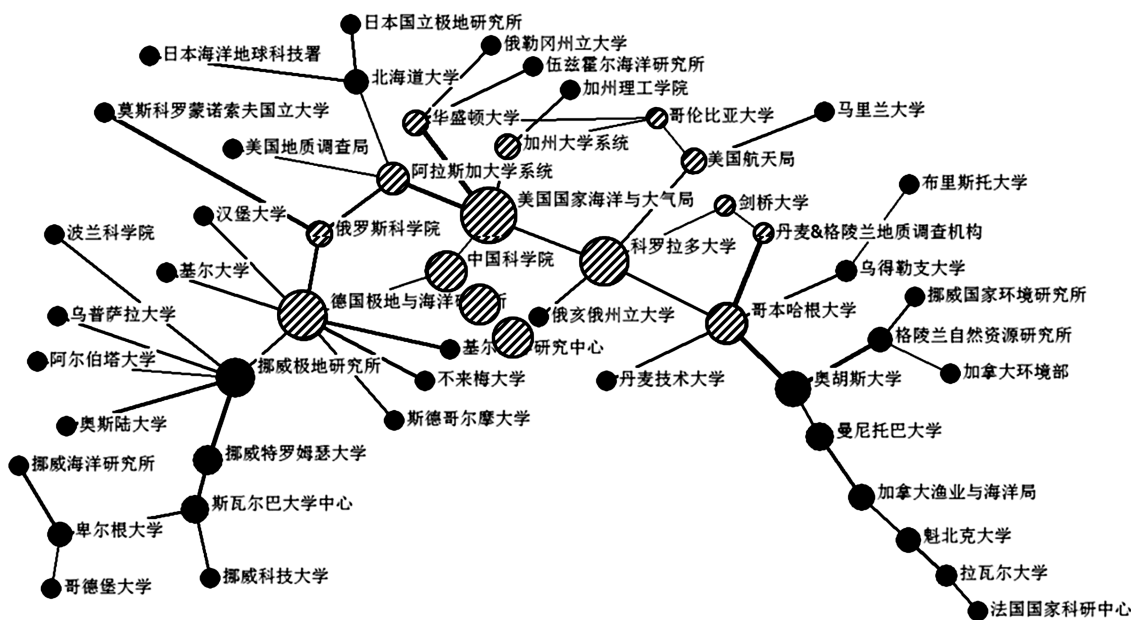 日本国立极地研究所
俄勒冈州立大学
日本海洋地球科技署
伍兹霍尔海洋研究所
北海道大学
加州理工学院
莫斯科罗蒙诺索夫国立大学
华盛顿大学
哥伦比亚大学
马里兰大学
美国地质调查局
加州大学系统
美国航天局
阿拉斯加大学系统
布里斯托大学
美国国家海洋与大气局
剑桥大学
汉堡大学
俄罗斯科学院
波兰科学院
科罗拉多大学
丹麦&格陵兰地质调查机构
中国科学院
基尔大学
乌得勒支大学
德国极地与海洋研 所
挪威国家环境研究所
乌普萨拉大学
俄亥俄州立大学
哥本哈根大学
格陵兰自然资源研究所
基尔 研究中心
阿尔伯塔大学
挪威极地研究所
不来梅大学
丹麦技术大学
奥胡斯大学
加拿大环境部
奥斯陆大学
斯德哥尔摩大学
曼尼托巴大学
挪威特罗姆瑟大学
挪威海洋研究所
加拿大渔业与海洋局
斯瓦尔巴大学中心
卑尔根大学
魁北克大学
挪威科技大学
拉瓦尔大学
哥德堡大学
法国国家科研中心